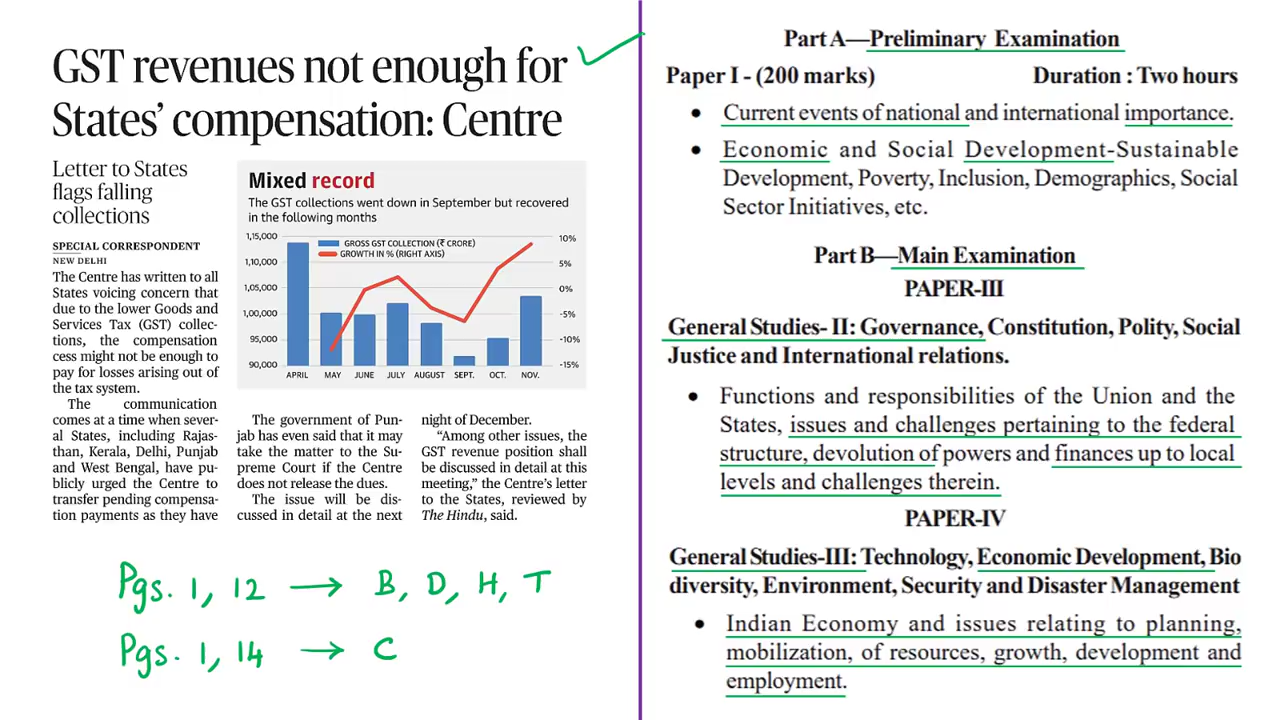 GST revenues not enough for
States' compensation: Centre
Letter to States
flags falling
collections
SPECIAL CORRESPONDENT
NEW DELHI
The Centre has written to all
States voicing concern that
due to the lower Goods and
Services Tax (GST) collec-
tions, the compensation
cess might not be enough to
pay for losses arising out of
the tax system.
The communication
comes at a time when sever-
al States, including Rajas-
than, Kerala, Delhi, Punjab
and West Bengal, have pu-
blicly urged the Centre to
transfer pending compensa-
tion payments as they have
Mixed record
The GST collections went down in September but recovered
in the following months
GROSS GST COLLECTION (₹ CRORE)
GROWTH IN % (RIGHT AXIS)
1,15,000
1,10,000
1,05,000
1,00,000
95,000
90,000
10%
5%
0%
-5%
-10%
-15%
APRIL MAY JUNE JULY AUGUST SEPT. OCT. NOV.
The government of Pun-
jab has even said that it may
take the matter to the Su-
preme Court if the Centre
does not release the dues.
The issue will be dis-
cussed in detail at the next
night of December.
"Among other issues, the
GST revenue position shall
be discussed in detail at this
meeting," the Centre's letter
to the States, reviewed by
The Hindu, said.
Pgs. 1, 12 → B, D, H, T
Pgs. 1, 14 → C
Part A—Preliminary Examination
Paper I - (200 marks) Duration : Two hours
• Current events of national and international importance.
• Economic and Social Development-Sustainable
Development, Poverty, Inclusion, Demographics, Social
Sector Initiatives, etc.
Part B—Main Examination
PAPER-III
General Studies- II: Governance, Constitution, Polity, Social
Justice and International relations.
• Functions and responsibilities of the Union and the
States, issues and challenges pertaining to the federal
structure, devolution of powers and finances up to local
levels and challenges therein.
PAPER-IV
General Studies-III: Technology, Economic Development, Bio
diversity, Environment, Security and Disaster Management
• Indian Economy and issues relating to planning,
mobilization, of resources, growth, development and
employment.